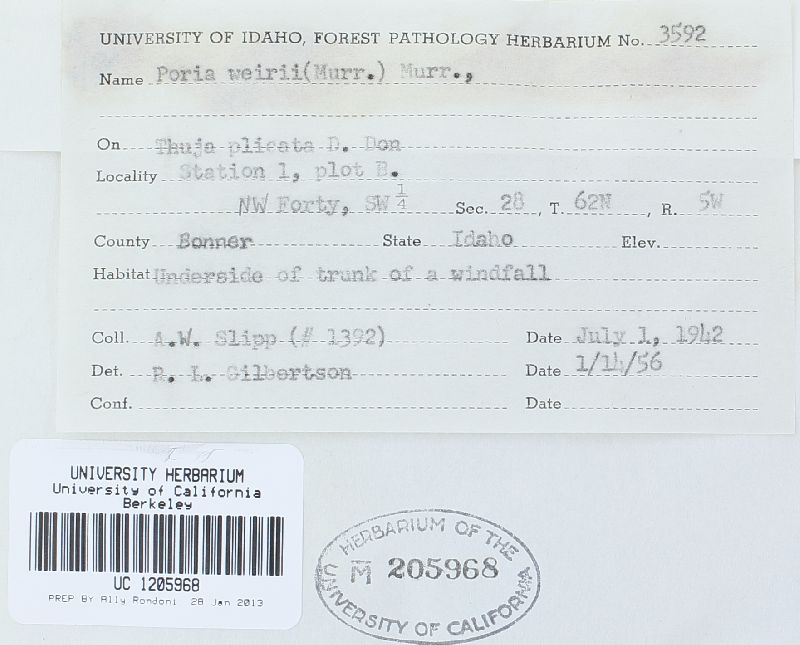 UNIVERSITY OF IDAHO, FOREST PATHOLOGY HERBARIUM No. 3592
Name Poria weirii(Murr.) Murr.,
On Thuja plicata D. Don
Locality Station 1, plot B.
NW Forty, SW 1/4 Sec. 28, T. 62N, R. 5W
County Bonner State Idaho Elev.
Habitat Underside of trunk of a windfall
Coll. A.W. Slipp (# 1392) Date July 1, 1942
Det. R. L. Gilbertson Date 1/14/56
Conf. Date
UNIVERSITY HERBARIUM
University of California
Berkeley
UC 1205968
PREP BY Ally Rondoni 28 Jan 2013
HERBARIUM OF THE
M 205968
UNIVERSITY OF CALIFORNIA